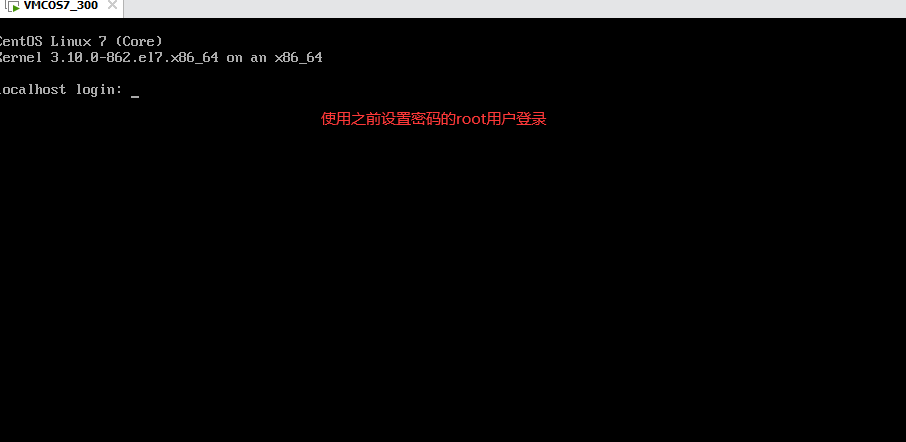 VMCOS7_300
CentOS Linux 7 (Core)
Kernel 3.10.0-862.el7.x86_64 on an x86_64
localhost login: _
使用之前设置密码的root用户登录